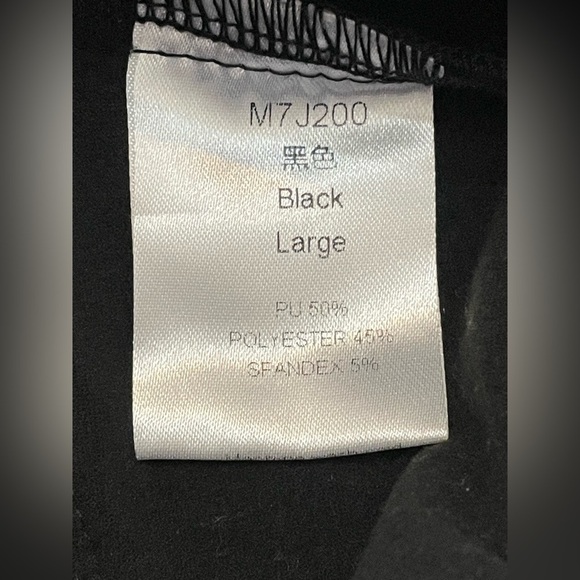 M7J200
黑色
Black
Large
PU 50%
POLYESTER 45%
SPANDEX 5%